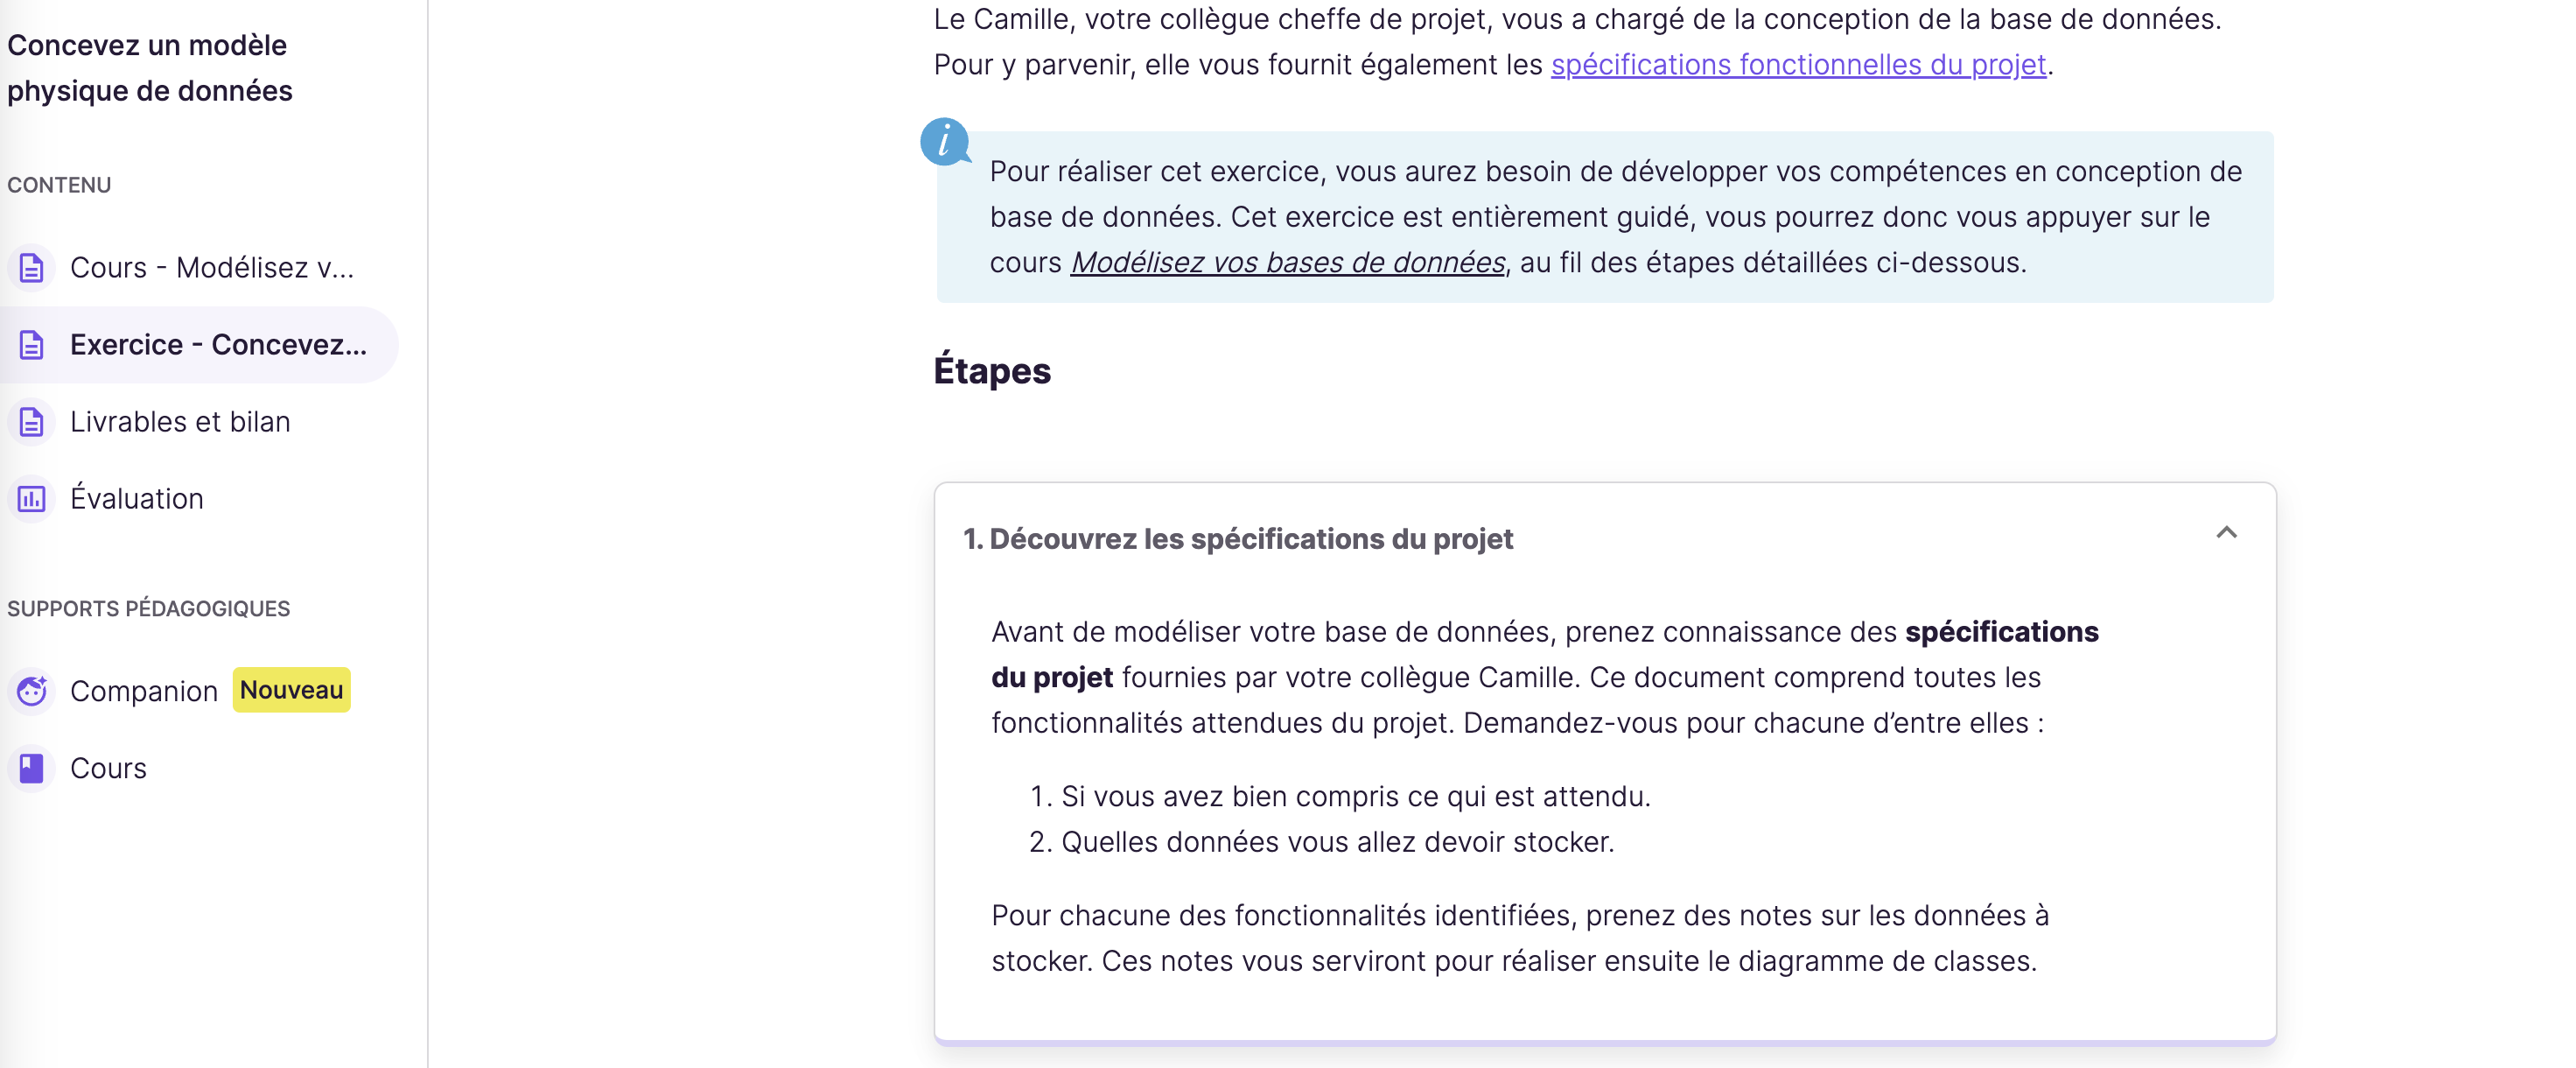 Concevez un modèle
physique de données
CONTENU
Cours - Modélisez v...
Exercice - Concevez...
Livrables et bilan
Évaluation
SUPPORTS PÉDAGOGIQUES
Companion Nouveau
Cours
Le Camille, votre collègue cheffe de projet, vous a chargé de la conception de la base de données.
Pour y parvenir, elle vous fournit également les spécifications fonctionnelles du projet.
i
Pour réaliser cet exercice, vous aurez besoin de développer vos compétences en conception de
base de données. Cet exercice est entièrement guidé, vous pourrez donc vous appuyer sur le
cours Modélisez vos bases de données, au fil des étapes détaillées ci-dessous.
Étapes
1. Découvrez les spécifications du projet
Avant de modéliser votre base de données, prenez connaissance des spécifications
du projet fournies par votre collègue Camille. Ce document comprend toutes les
fonctionnalités attendues du projet. Demandez-vous pour chacune d’entre elles :
1. Si vous avez bien compris ce qui est attendu.
2. Quelles données vous allez devoir stocker.
Pour chacune des fonctionnalités identifiées, prenez des notes sur les données à
stocker. Ces notes vous serviront pour réaliser ensuite le diagramme de classes.